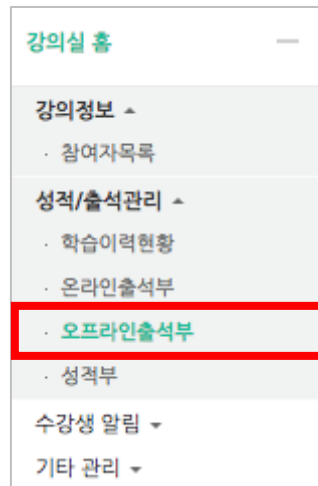 강의실 홈
강의정보
· 참여자목록
성적/출석관리
· 학습이력현황
· 온라인출석부
· 오프라인출석부
· 성적부
수강생 알림
기타 관리